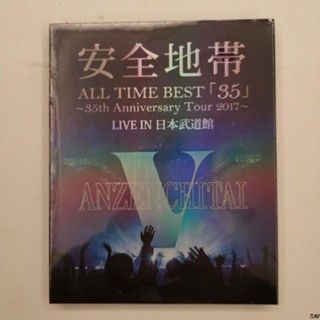 安全地帯
ALL TIME BEST「35」
~35th Anniversary Tour 2017~
LIVE IN 日本武道館
V
ANZENCHITAI